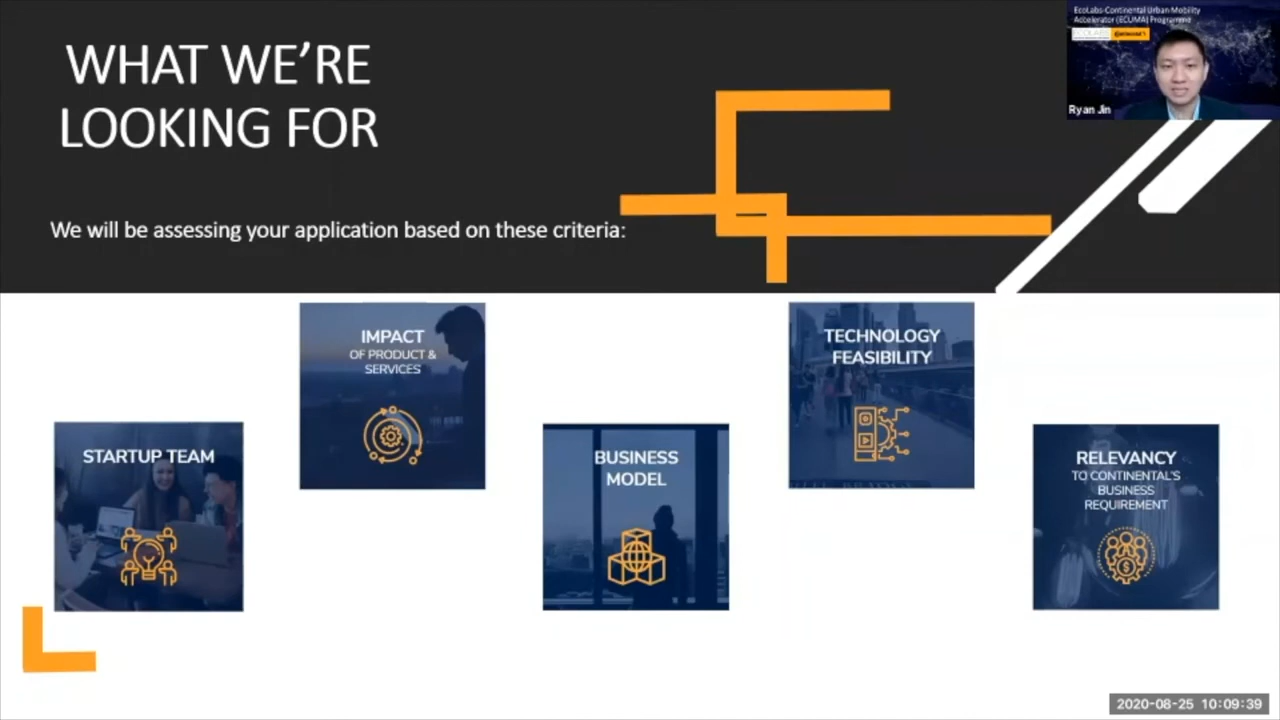 WHAT WE'RE
LOOKING FOR
We will be assessing your application based on these criteria:
EcoLabs-Continental Urban Mobility
Accelerator (ECUMA) Programme
ECOLABS
Continental
Ryan Jin
STARTUP TEAM
IMPACT
OF PRODUCT &
SERVICES
BUSINESS
MODEL
TECHNOLOGY
FEASIBILITY
RELEVANCY
TO CONTINENTAL'S
BUSINESS
REQUIREMENT
2020-08-25 10:09:39